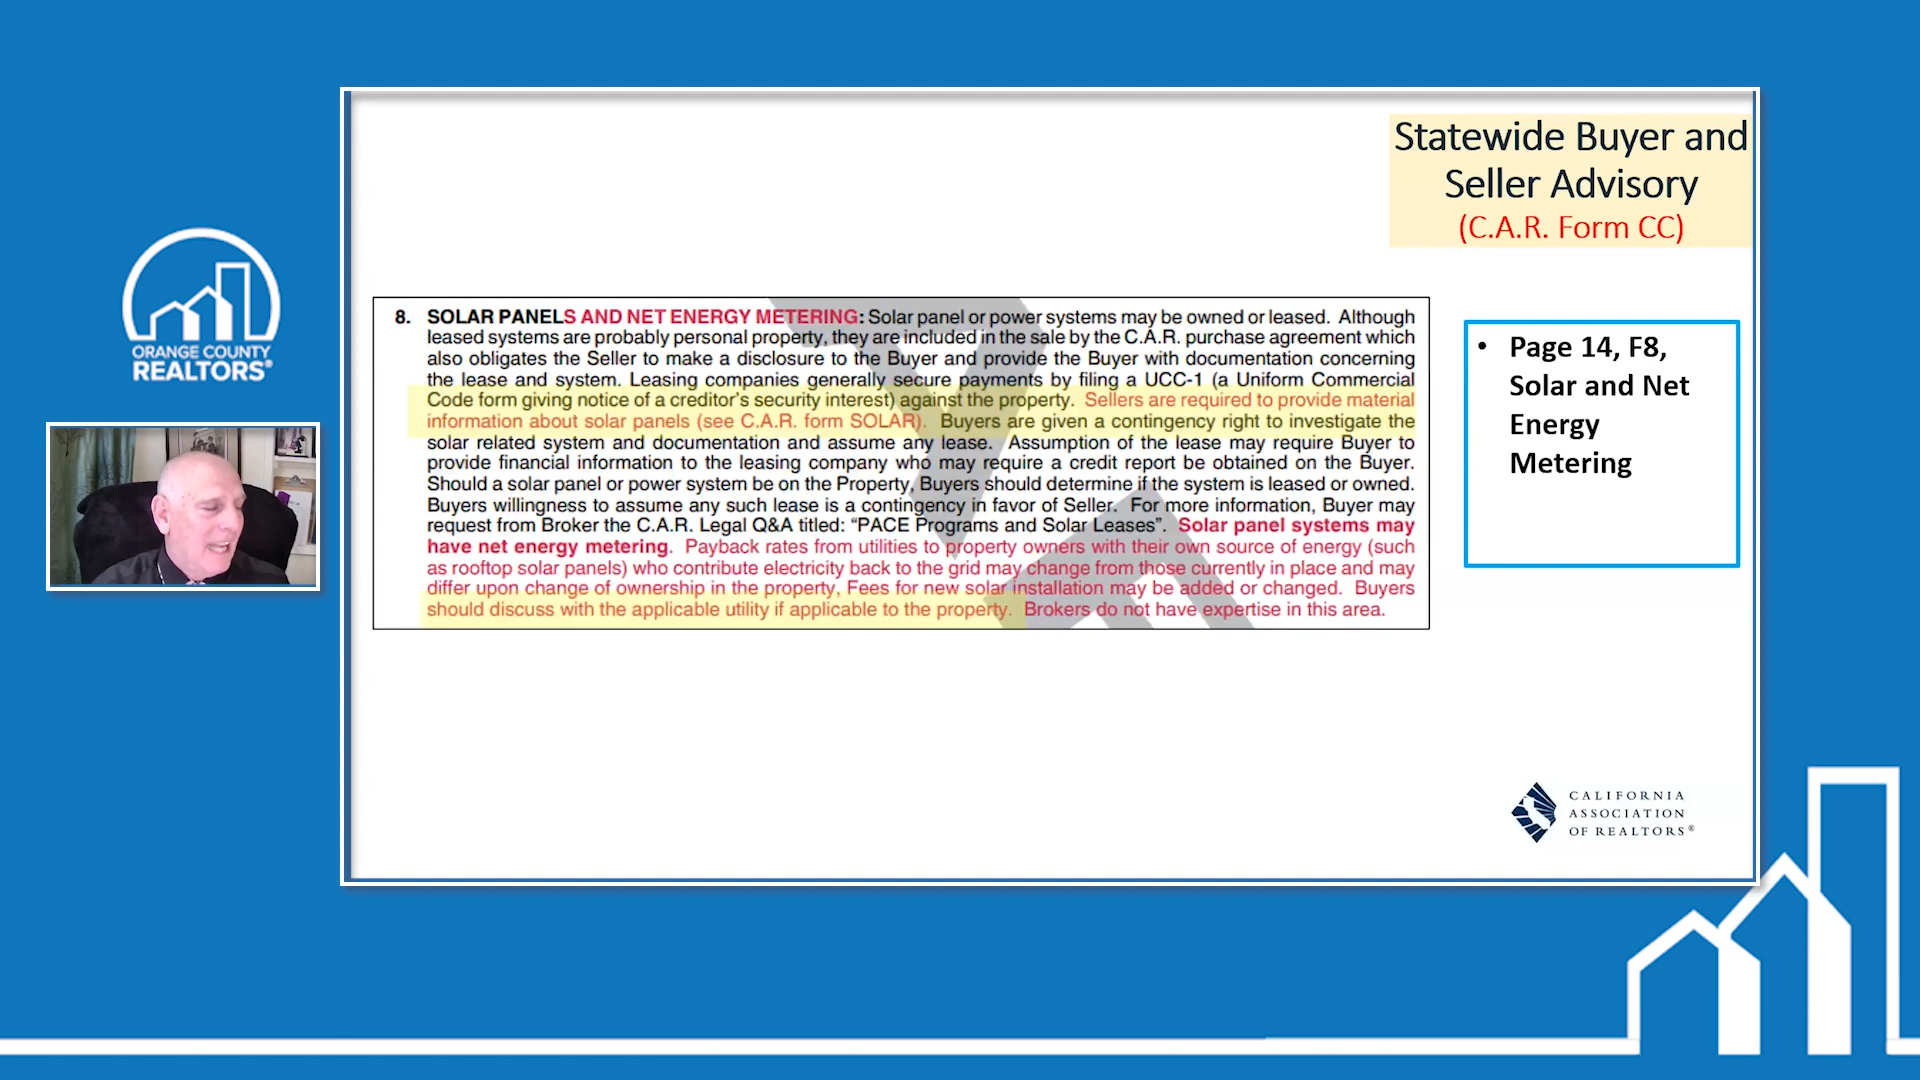 Statewide Buyer and
Seller Advisory
(C.A.R. Form CC)
ORANGE COUNTY
REALTORS®
8. SOLAR PANELS AND NET ENERGY METERING: Solar panel or power systems may be owned or leased. Although
leased systems are probably personal property, they are included in the sale by the C.A.R. purchase agreement which
also obligates the Seller to make a disclosure to the Buyer and provide the Buyer with documentation concerning
the lease and system. Leasing companies generally secure payments by filing a UCC-1 (a Uniform Commercial
Code form giving notice of a creditor's security interest) against the property. Sellers are required to provide material
information about solar panels (see C.A.R. form SOLAR). Buyers are given a contingency right to investigate the
solar related system and documentation and assume any lease. Assumption of the lease may require Buyer to
provide financial information to the leasing company who may require a credit report be obtained on the Buyer.
Should a solar panel or power system be on the Property, Buyers should determine if the system is leased or owned.
Buyers willingness to assume any such lease is a contingency in favor of Seller. For more information, Buyer may
request from Broker the C.A.R. Legal Q&A titled: "PACE Programs and Solar Leases". Solar panel systems may
have net energy metering. Payback rates from utilities to property owners with their own source of energy (such
as rooftop solar panels) who contribute electricity back to the grid may change from those currently in place and may
differ upon change of ownership in the property, Fees for new solar installation may be added or changed. Buyers
should discuss with the applicable utility if applicable to the property. Brokers do not have expertise in this area.
• Page 14, F8,
Solar and Net
Energy
Metering
CALIFORNIA
ASSOCIATION
OF REALTORS®